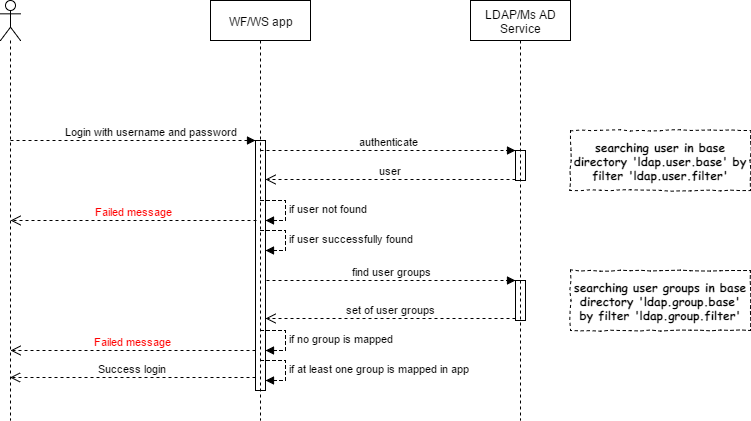 WF/WS app
LDAP/Ms AD
Service
Login with username and password
authenticate
searching user in base
directory 'ldap.user.base' by
filter 'ldap.user.filter'
user
Failed message
if user not found
if user successfully found
find user groups
searching user groups in base
directory 'ldap.group.base'
by filter 'ldap.group.filter'
set of user groups
Failed message
if no group is mapped
Success login
if at least one group is mapped in app